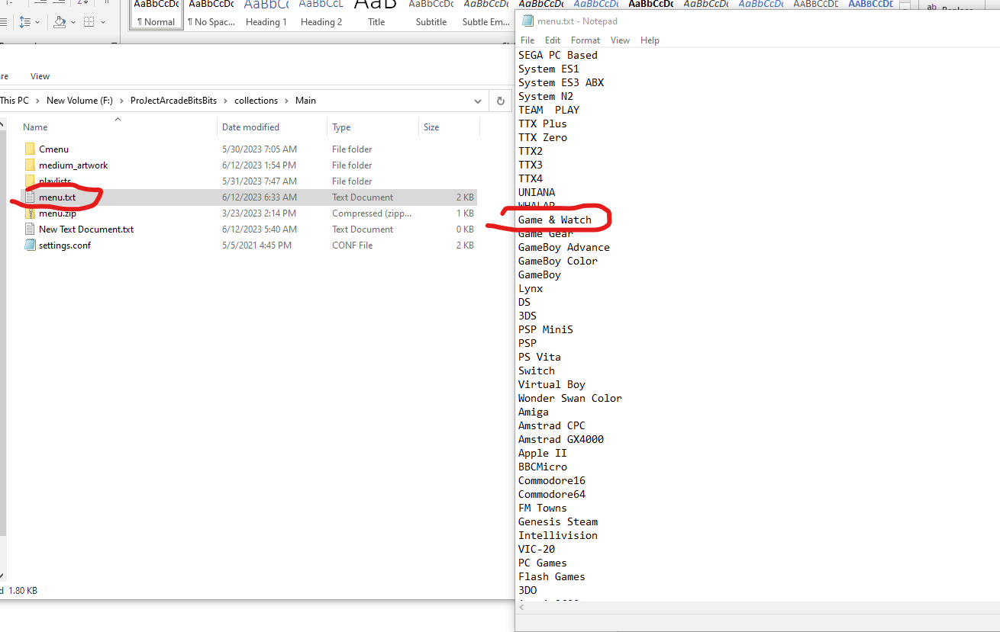 AaBbCcDc AaBbCcDc AaBbCc AaBbCcD AaB AaBbCcD AaBbCcDc AaBbCcDc AaBbCcDc AaBbCcDc AaBbCcDc AaBbCcDc AaBbCcDc AaBbCcDc
¶ Normal ¶ No Spac... Heading 1 Heading 2 Title Subtitle Subtle Em...
View
This PC > New Volume (F:) > ProJectArcadeBitsBits > collections > Main
Name Date modified Type Size
Cmenu 5/30/2023 7:05 AM File folder
medium_artwork 6/12/2023 1:54 PM File folder
playlists 5/31/2023 7:47 AM File folder
menu.txt 6/12/2023 6:33 AM Text Document 2 KB
menu.zip 3/23/2023 2:14 PM Compressed (zipp... 1 KB
New Text Document.txt 6/12/2023 5:40 AM Text Document 0 KB
settings.conf 5/5/2021 4:45 PM CONF File 2 KB
1.80 KB
menu.txt - Notepad
File Edit Format View Help
SEGA PC Based
System ES1
System ES3 ABX
System N2
TEAM  PLAY
TTX Plus
TTX Zero
TTX2
TTX3
TTX4
UNIANA
Game & Watch
Game Gear
GameBoy Advance
GameBoy Color
GameBoy
Lynx
DS
3DS
PSP MiniS
PSP
PS Vita
Switch
Virtual Boy
Wonder Swan Color
Amiga
Amstrad CPC
Amstrad GX4000
Apple II
BBCMicro
Commodore16
Commodore64
FM Towns
Genesis Steam
Intellivision
VIC-20
PC Games
Flash Games
3DO